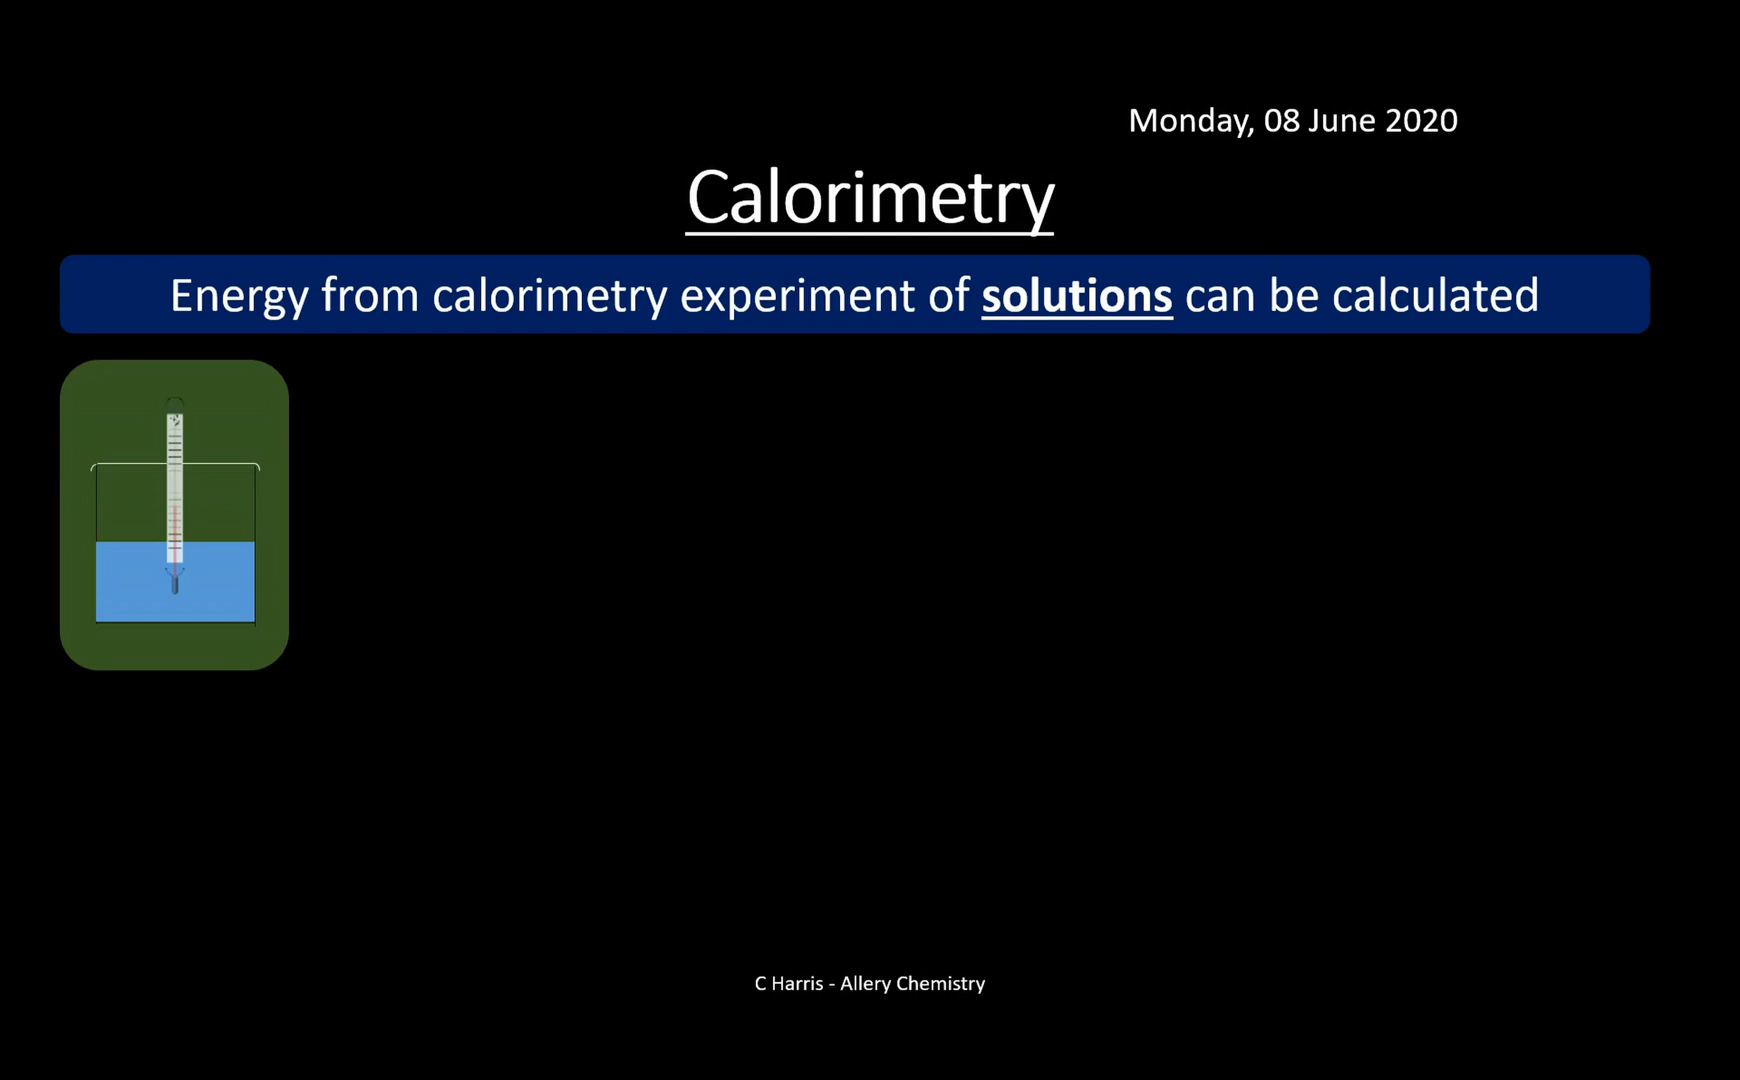 Monday, 08 June 2020
Calorimetry
Energy from calorimetry experiment of solutions can be calculated
C Harris - Allery Chemistry